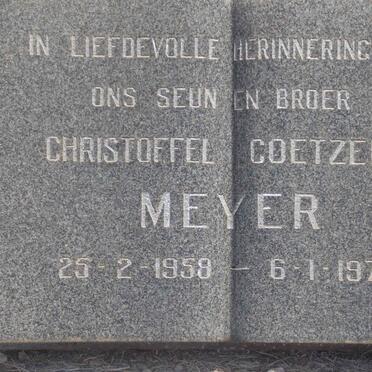 IN LIEFDEVOLLE HERINNERING
ONS SEUN EN BROER
CHRISTOFFEL COETZE
MEYER
25-2-1958 - 6-1-197